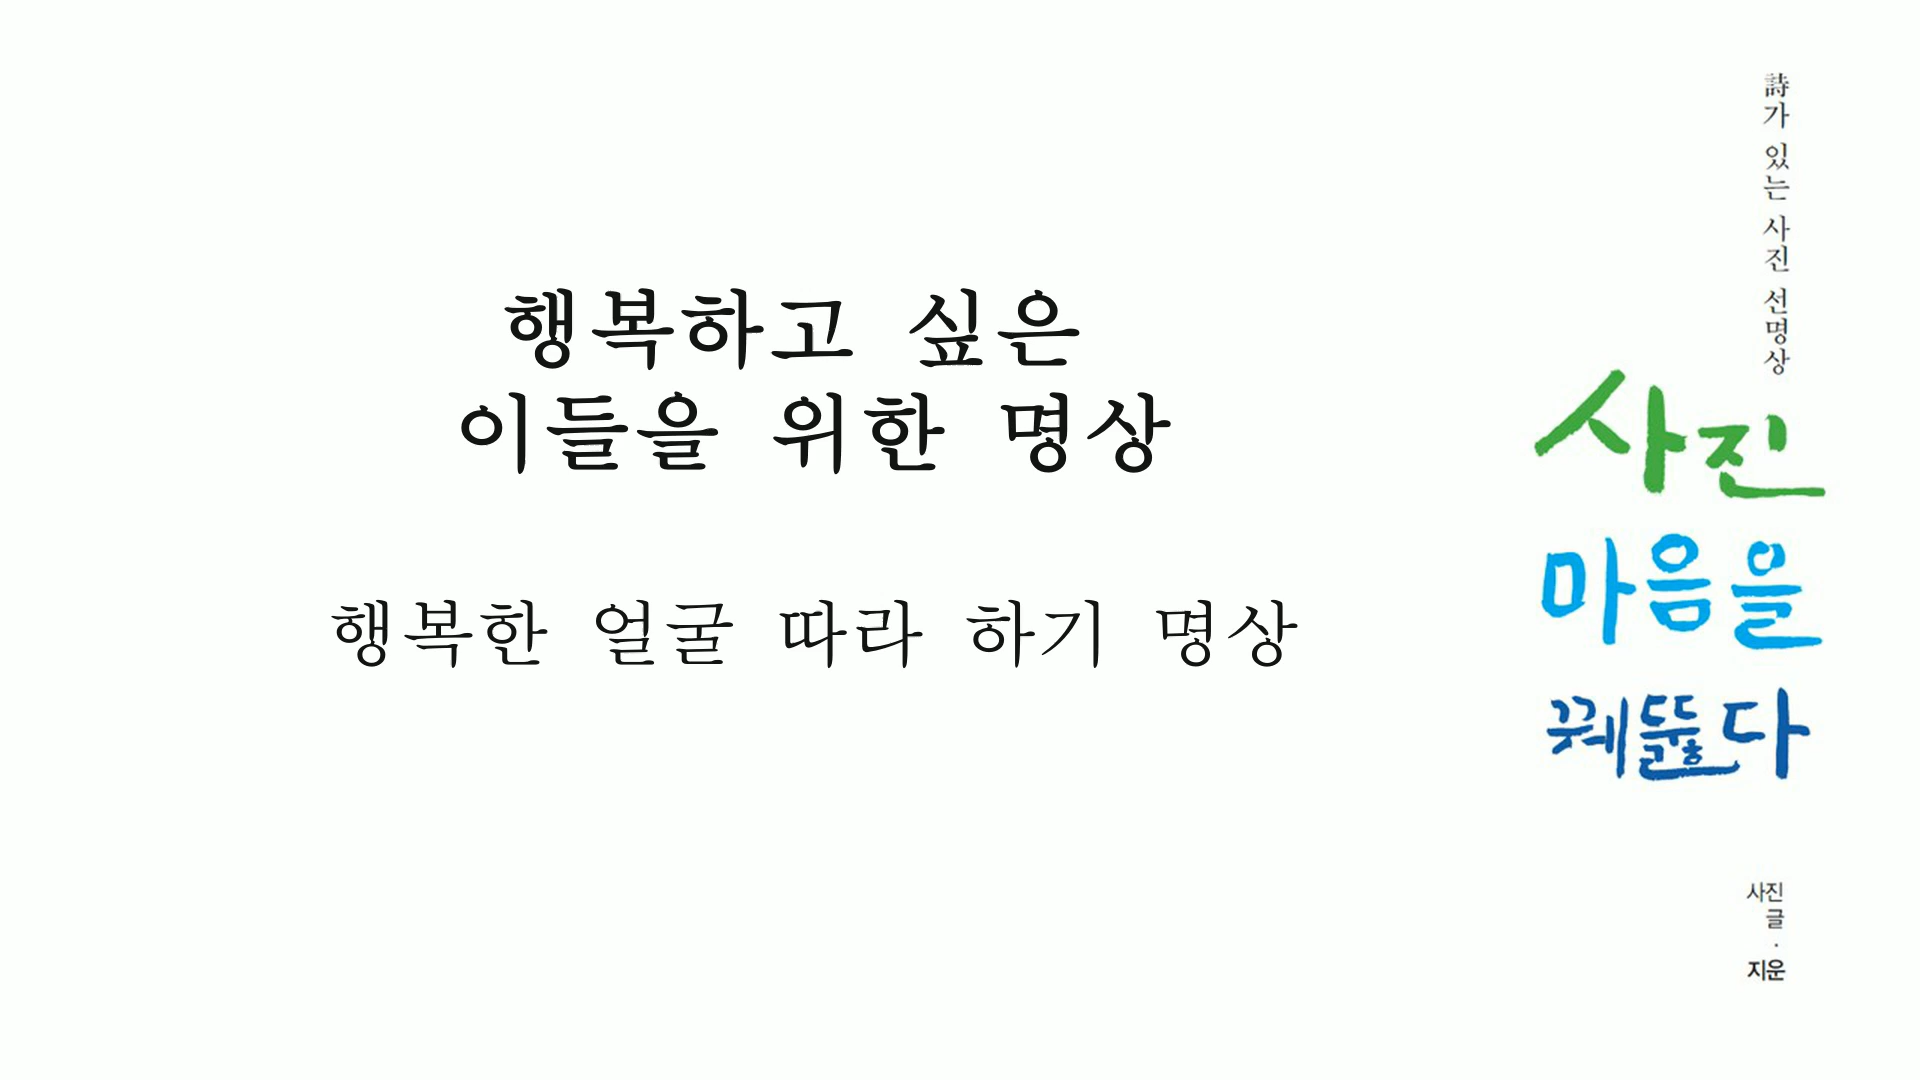 행복하고 싶은
이들을 위한 명상
행복한 얼굴 따라 하기 명상
詩가 있는 사진 선명상
사진
마음을
꿰뚫다
사진
글
·
지운